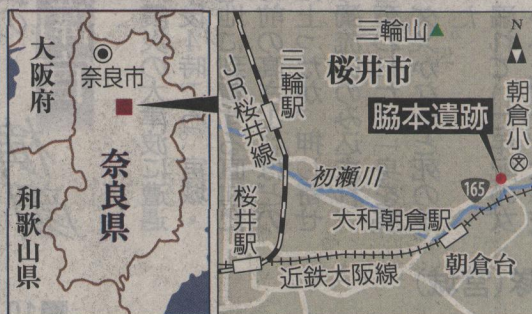 大阪府
奈良市
奈良県
和歌山県
三輪山
N
桜井市
三輪駅
JR桜井線
朝倉小
脇本遺跡
初瀬川
165
桜井駅
大和朝倉駅
近鉄大阪線
朝倉台